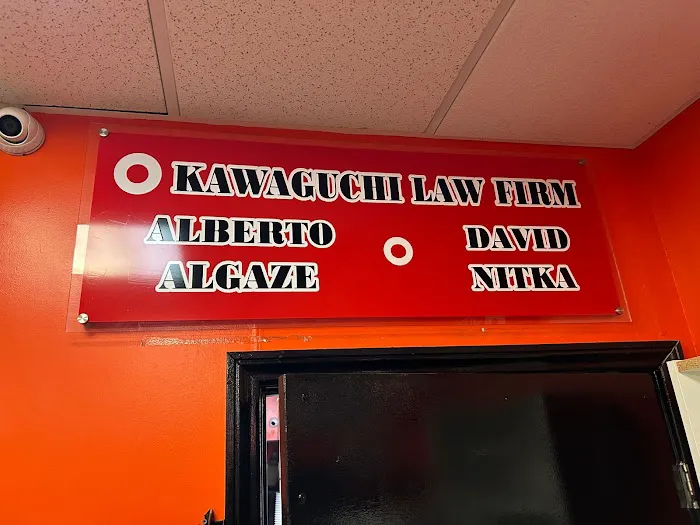 KAWAGUCHI LAW FIRM
ALBERTO
ALGAZE
DAVID
NITKA